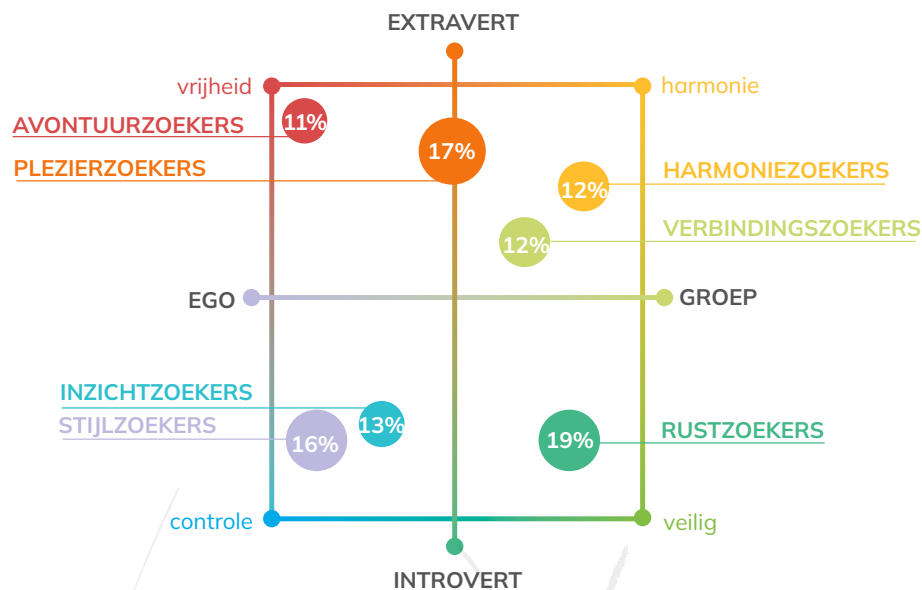 EXTRAVERT
vrijheid
harmonie
AVONTUURZOEKERS
11%
PLEZIERZOEKERS
17%
HARMONIEZOEKERS
12%
VERBINDINGSZOEKERS
12%
EGO
GROEP
INZICHTZOEKERS
13%
STIJLZOEKERS
16%
RUSTZOEKERS
19%
controle
veilig
INTROVERT